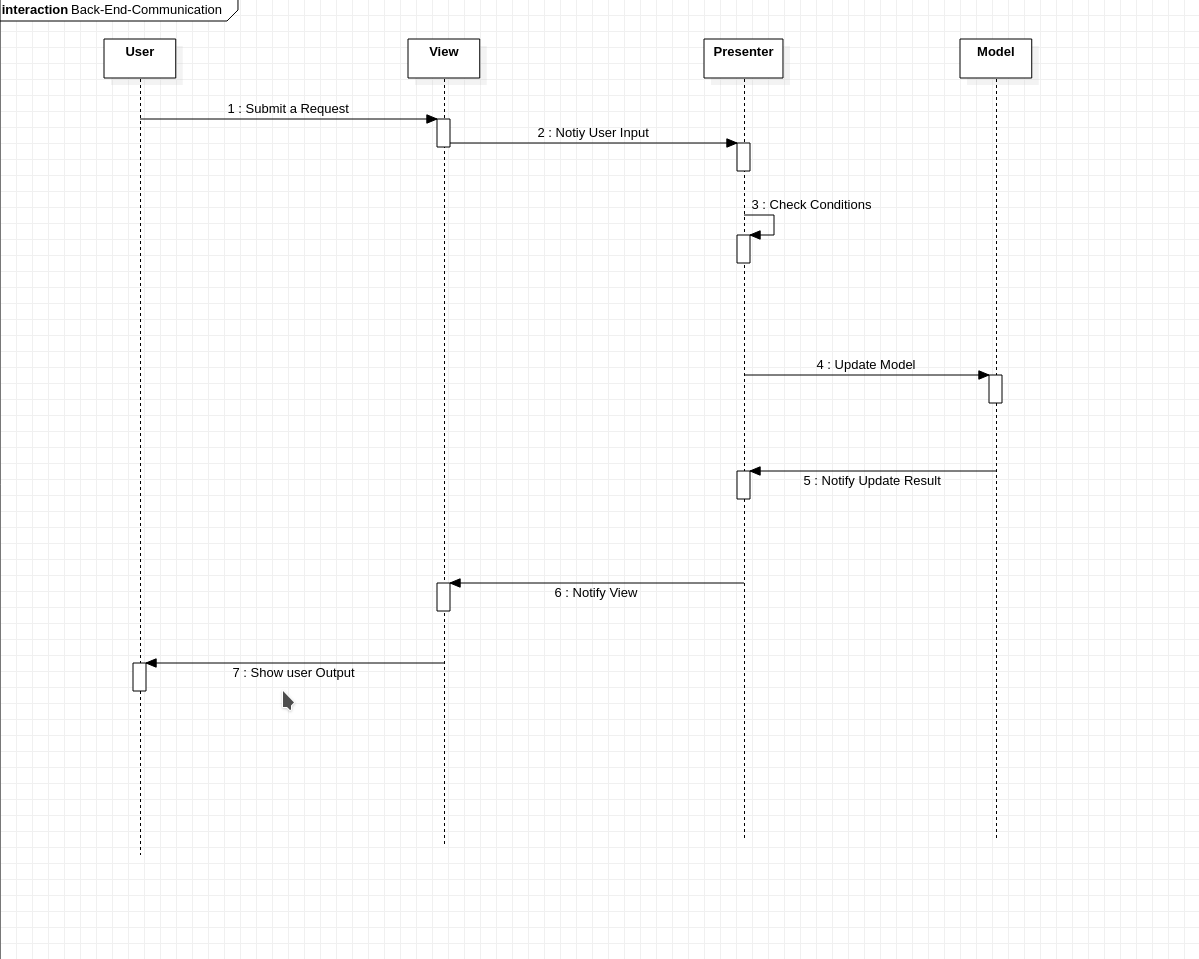 interaction Back-End-Communication
User
View
Presenter
Model
1 : Submit a Request
2 : Notiy User Input
3 : Check Conditions
4 : Update Model
5 : Notify Update Result
6 : Notify View
7 : Show user Output